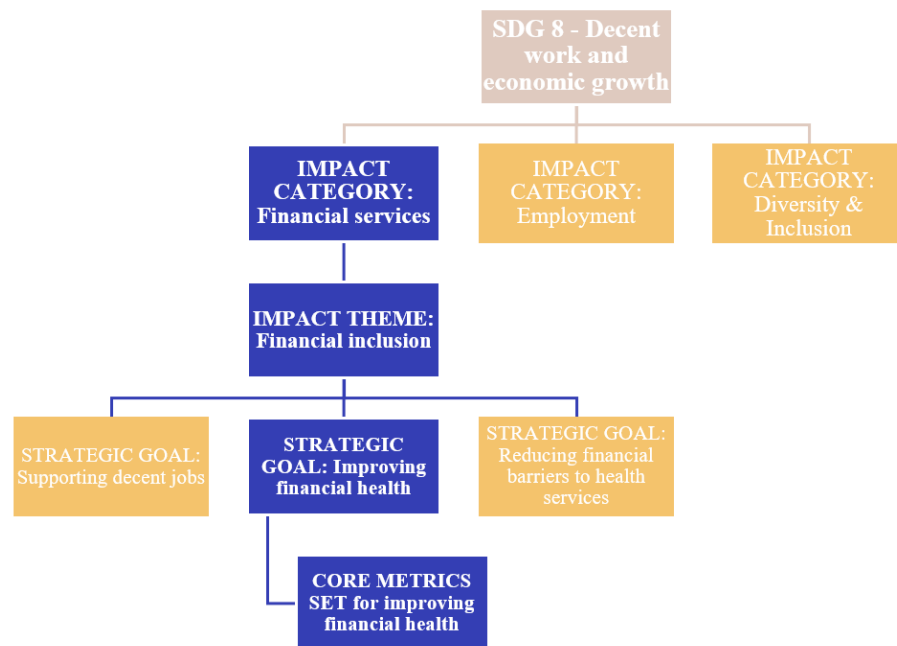 SDG 8 - Decent
work and
economic growth
IMPACT
CATEGORY:
Financial services
IMPACT
CATEGORY:
Employment
IMPACT
CATEGORY:
Diversity &
Inclusion
IMPACT THEME:
Financial inclusion
STRATEGIC GOAL:
Supporting decent jobs
STRATEGIC
GOAL: Improving
financial health
STRATEGIC GOAL:
Reducing financial
barriers to health
services
CORE METRICS
SET for improving
financial health